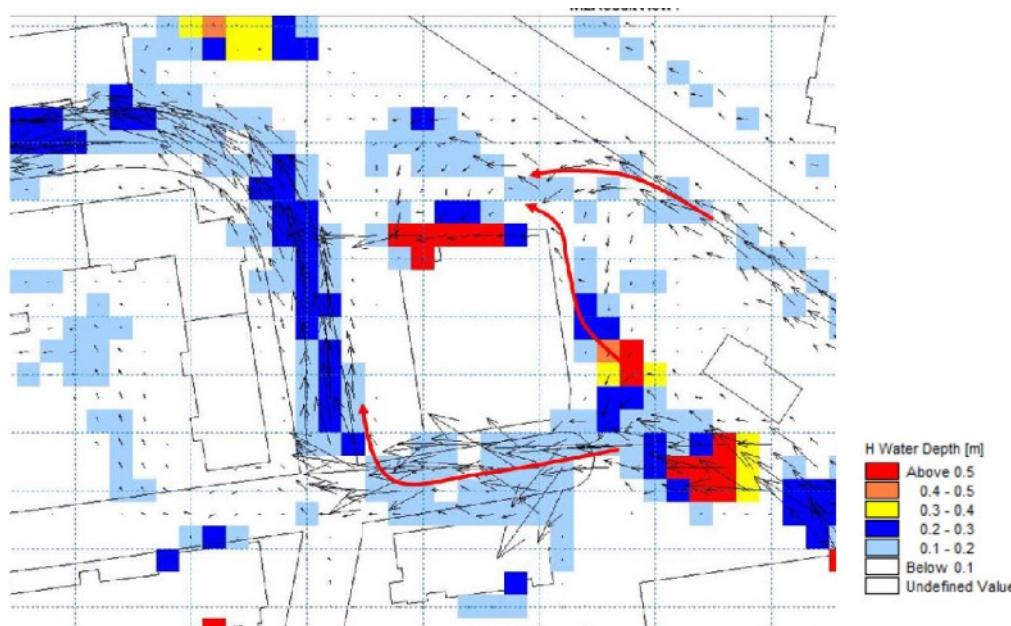 H Water Depth [m]
Above 0.5
0.4 - 0.5
0.3 - 0.4
0.2 - 0.3
0.1 - 0.2
Below 0.1
Undefined Value